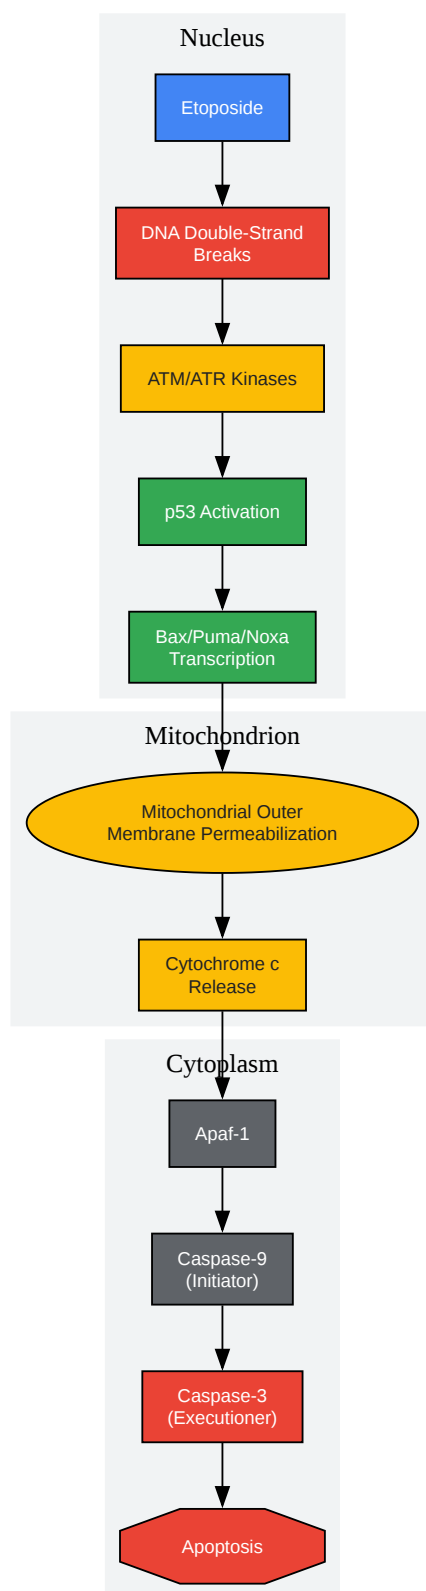 Nucleus
Etoposide
DNA Double-Strand
Breaks
ATM/ATR Kinases
p53 Activation
Bax/Puma/Noxa
Transcription
Mitochondrion
Mitochondrial Outer
Membrane Permeabilization
Cytochrome c
Release
Cytoplasm
Apaf-1
Caspase-9
(Initiator)
Caspase-3
(Executioner)
Apoptosis